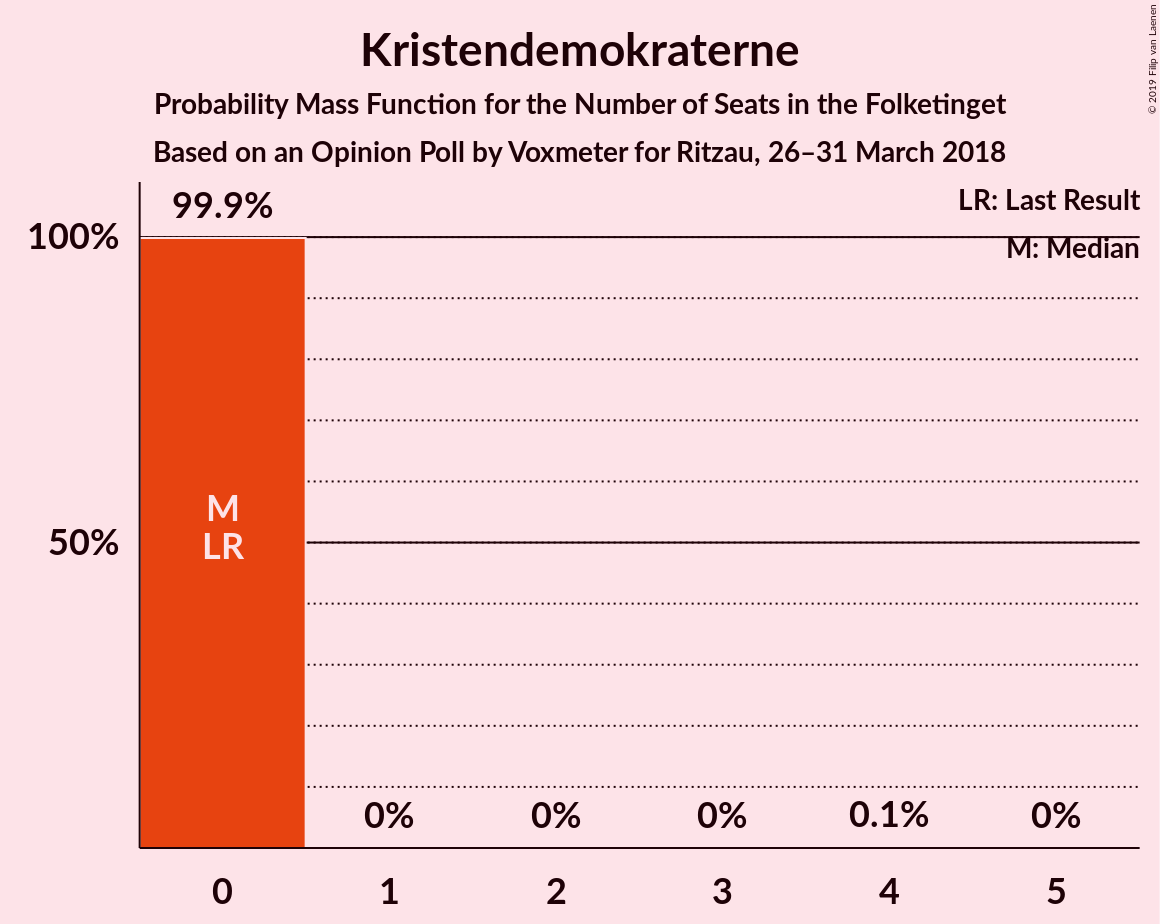 Kristendemokraterne
Probability Mass Function for the Number of Seats in the Folketinget
Based on an Opinion Poll by Voxmeter for Ritzau, 26–31 March 2018
© 2019 Filip van Laenen
LR: Last Result
M: Median
99.9%
100%
50%
M
LR
0%
0%
0%
0.1%
0%
0
1
2
3
4
5